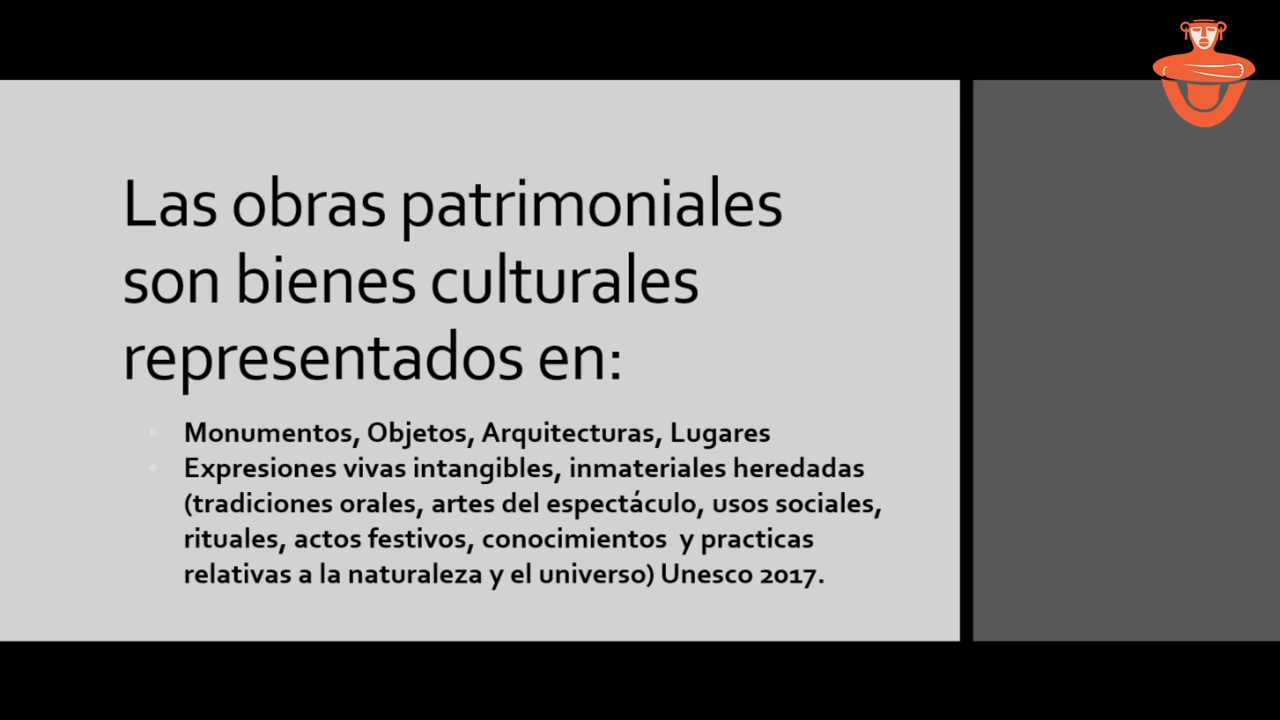 Las obras patrimoniales
son bienes culturales
representados en:
• Monumentos, Objetos, Arquitecturas, Lugares
• Expresiones vivas intangibles, inmateriales heredadas
(tradiciones orales, artes del espectáculo, usos sociales,
rituales, actos festivos, conocimientos  y practicas
relativas a la naturaleza y el universo) Unesco 2017.